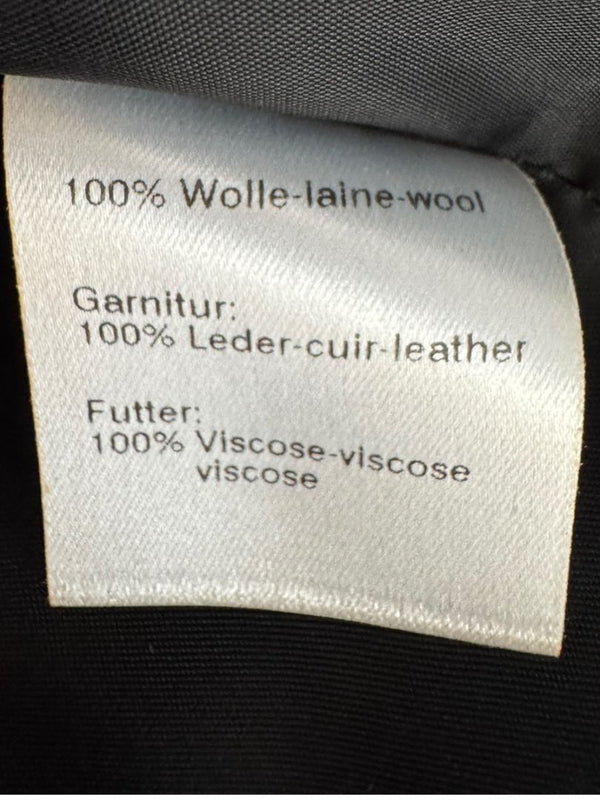 100% Wolle-laine-wool
Garnitur:
100% Leder-cuir-leather
Futter:
100% Viscose-viscose
viscose